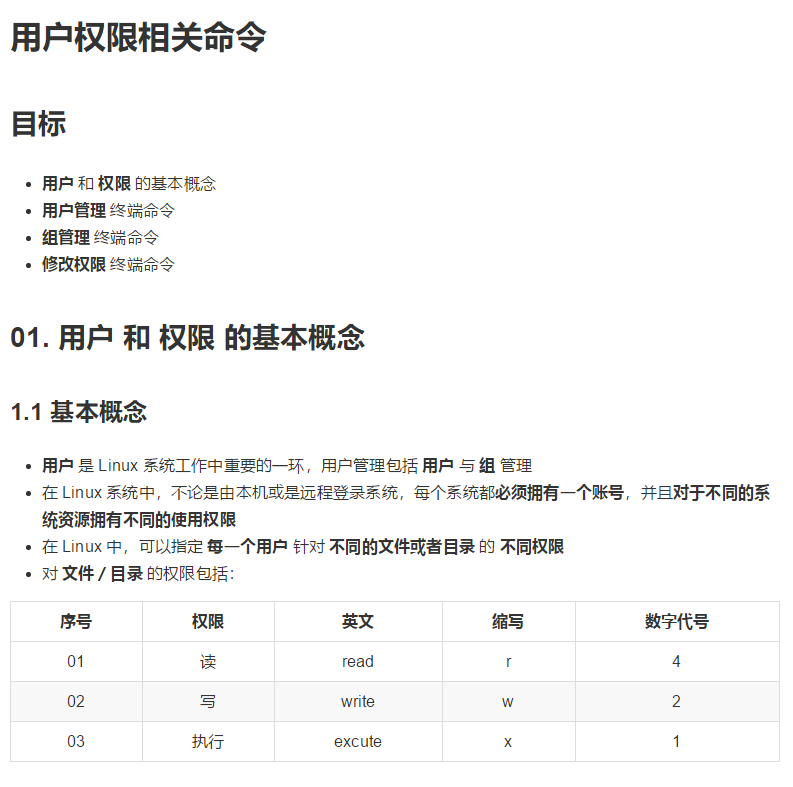 用户权限相关命令
目标
用户 和 权限 的基本概念
用户管理 终端命令
组管理 终端命令
修改权限 终端命令
01. 用户 和 权限 的基本概念
1.1 基本概念
用户 是 Linux 系统工作中重要的一环，用户管理包括 用户 与 组 管理
在 Linux 系统中，不论是由本机或是远程登录系统，每个系统都必须拥有一个账号，并且对于不同的系
统资源拥有不同的使用权限
在 Linux 中，可以指定 每一个用户 针对 不同的文件或者目录 的 不同权限
对 文件 / 目录 的权限包括：
序号 权限 英文 缩写 数字代号
01 读 read r 4
02 写 write w 2
03 执行 excute x 1